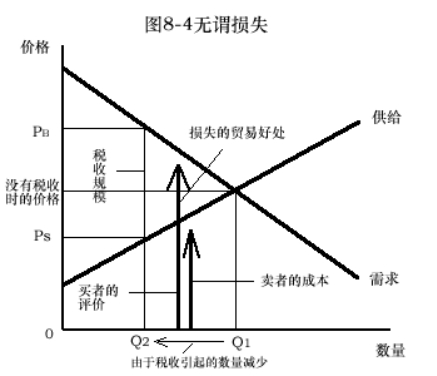 图8-4无谓损失
价格
供给
损失的贸易好处
PB
税
收
规
模
没有税收
时的价格
PS
买者的
评价
卖者的成本
需求
0
Q2
Q1
数量
由于税收引起的数量减少